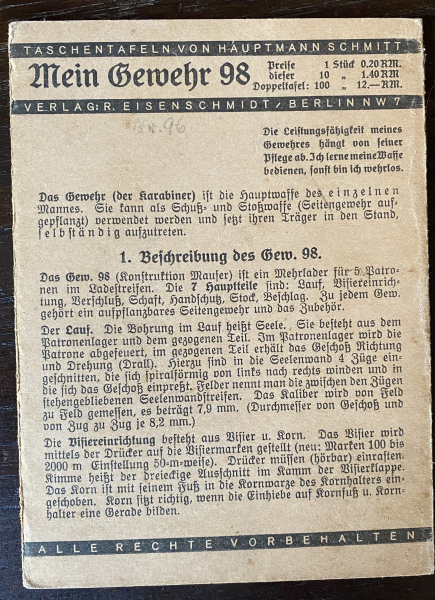 TASCHENTAFELN VON HAUPTMANN SCHMITT
Mein Gewehr 98
Preise 1 Stück 0.20 RM.
dieser 10 „ 1.40 RM.
Doppeltafel: 100 „ 12.— RM.
VERLAG: R. EISENSCHMIDT / BERLIN NW 7
Die Leistungsfähigkeit meines
Gewehres hängt von seiner
Pflege ab. Ich lerne meine Waffe
bedienen, sonst bin ich wehrlos.
Das Gewehr (der Karabiner) ist die Hauptwaffe des einzelnen
Mannes. Sie kann als Schuß- und Stoßwaffe (Seitengewehr auf-
gepflanzt) verwendet werden und setzt ihren Träger in den Stand,
selbständig aufzutreten.
1. Beschreibung des Gew. 98.
Das Gew. 98 (Konstruktion Mauser) ist ein Mehrlader für 5 Patro-
nen im Ladestreifen. Die 7 Hauptteile sind: Lauf, Visiereinrich-
tung, Verschluß, Schaft, Handschutz, Stock, Beschlag. Zu jedem Gew.
gehört ein aufpflanzbares Seitengewehr und das Zubehör.
Der Lauf. Die Bohrung im Lauf heißt Seele. Sie besteht aus dem
Patronenlager und dem gezogenen Teil. Im Patronenlager wird die
Patrone abgefeuert, im gezogenen Teil erhält das Geschoß Richtung
und Drehung (Drall). Hierzu sind in die Seelenwand 4 Züge ein-
geschnitten, die sich spiralförmig von links nach rechts winden und in
die sich das Geschoß einpreßt. Felder nennt man die zwischen den Zügen
stehengebliebenen Seelenwandstreifen. Das Kaliber wird von Feld
zu Feld gemessen, es beträgt 7,9 mm. (Durchmesser von Geschoß und
von Zug zu Zug je 8,2 mm.)
Die Visiereinrichtung besteht aus Visier u. Korn. Das Visier wird
mittels der Drücker auf die Visiermarken gestellt (neu: Marken 100 bis
2000 m Einstellung 50-m-weise). Drücker müssen (hörbar) einrasten.
Kimme heißt der dreieckige Ausschnitt im Kamm der Visierklappe.
Das Korn ist mit seinem Fuß in die Kornwarze des Kornhalters ein-
geschoben. Korn sitzt richtig, wenn die Einhiebe auf Kornfuß u. Korn-
halter eine Gerade bilden.
ALLE RECHTE VORBEHALTEN